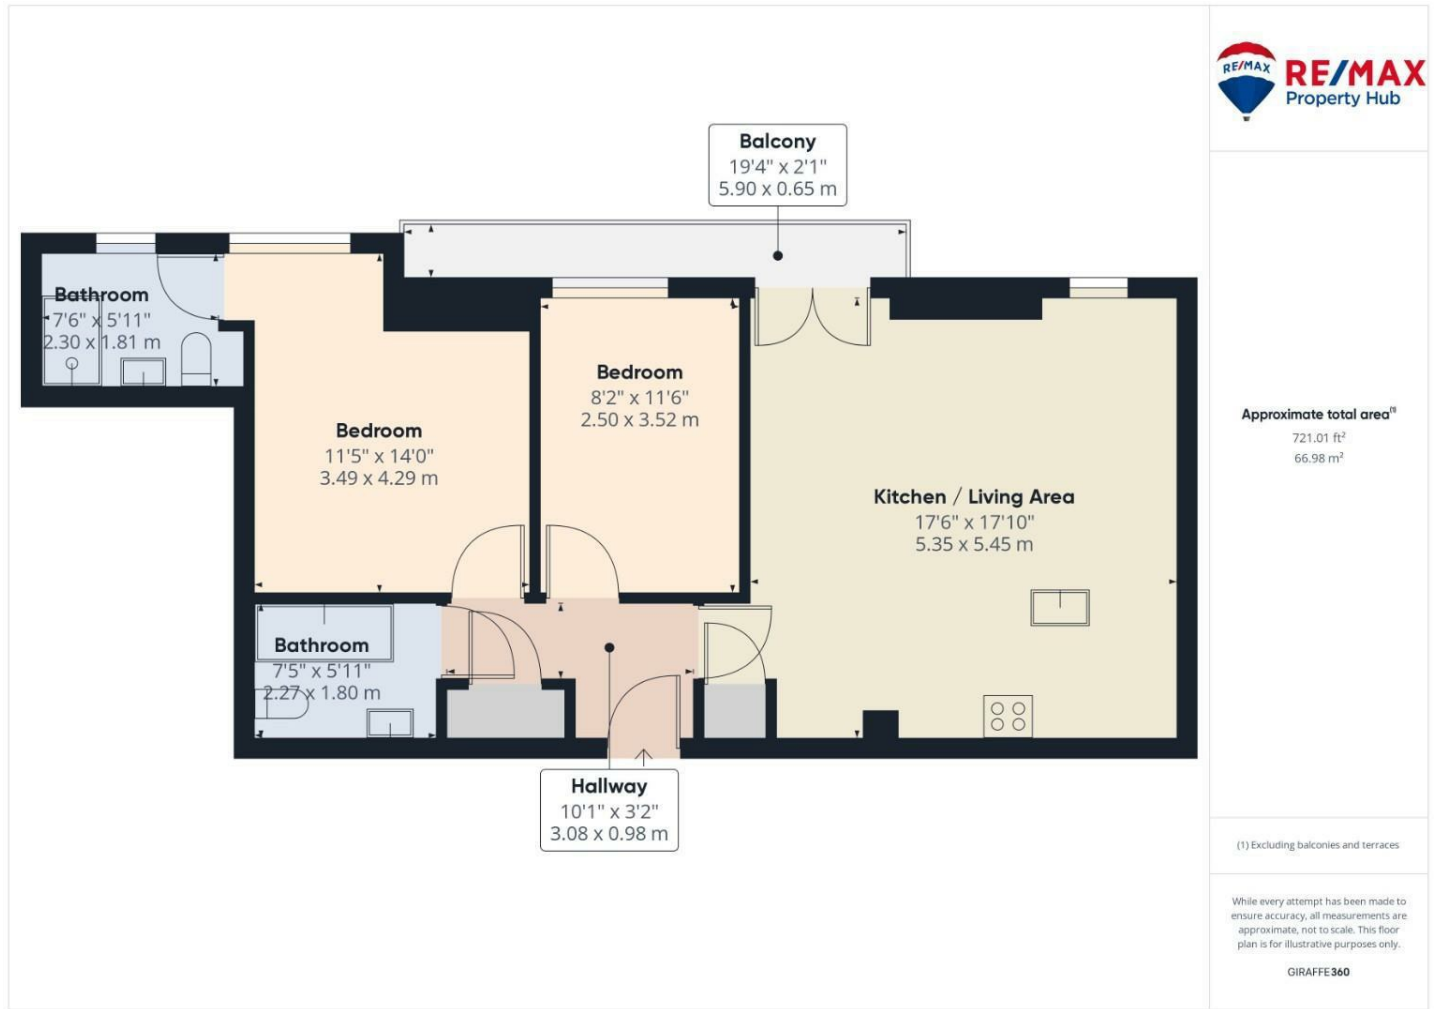 RE/MAX
RE/MAX
Property Hub
Balcony
19'4" x 2'1"
5.90 x 0.65 m
Bathroom
7'6" x 5'11"
2.30 x 1.81 m
Bedroom
11'5" x 14'0"
3.49 x 4.29 m
Bedroom
8'2" x 11'6"
2.50 x 3.52 m
Kitchen / Living Area
17'6" x 17'10"
5.35 x 5.45 m
Bathroom
7'5" x 5'11"
2.27 x 1.80 m
Hallway
10'1" x 3'2"
3.08 x 0.98 m
Approximate total area⁽¹⁾
721.01 ft²
66.98 m²
(1) Excluding balconies and terraces
While every attempt has been made to
ensure accuracy, all measurements are
approximate, not to scale. This floor
plan is for illustrative purposes only.
GIRAFFE360